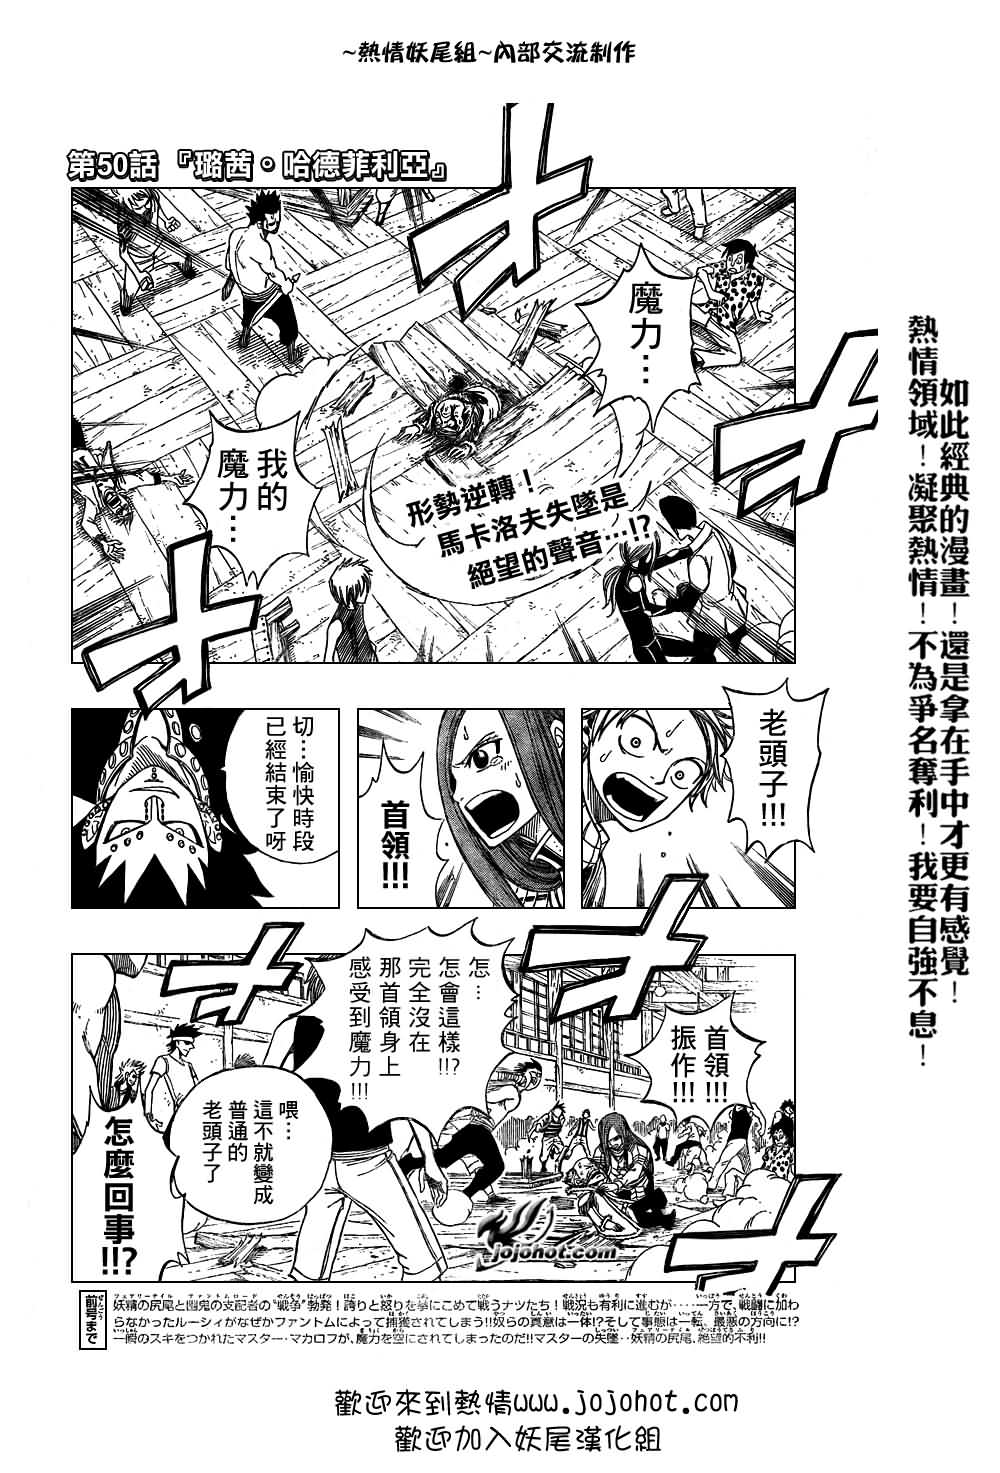 ~熱情妖尾組~內部交流制作
第50話 『璐茜·哈德菲利亞』
魔力…
我的
魔力…
形勢逆轉！
馬卡洛夫失墜是
絕望的聲音…!?
老頭子!!!
首領!!!
切…愉快時段
已經結束了呀
首領!!!
振作!!!
怎…
怎會這樣!!?
完全沒在
那首領身上
感受到魔力!!!
喂…
這不就變成
普通的
老頭子了
怎麼回事!!?
jojohot.com
前号まで
妖精の尻尾と幽鬼の支配者の“戦争”勃発！誇りと怒りを拳にこめて戦うナツたち！戦況も有利に進むが……一方で、戦闘に加わ
らなかったルーシィがなぜかファントムによって捕獲されてしまう!!奴らの真意は一体!?そして事態は一転、最悪の方向に!?
一瞬のスキをつかれたマスター・マカロフが、魔力を空にされてしまったのだ!!マスターの失墜…妖精の尻尾、絶望的不利!!
如此經典的漫畫！還是拿在手中才更有感覺！
熱情領域！凝聚熱情！不為爭名奪利！我要自強不息！
歡迎來到熱情www.jojohot.com
歡迎加入妖尾漢化組